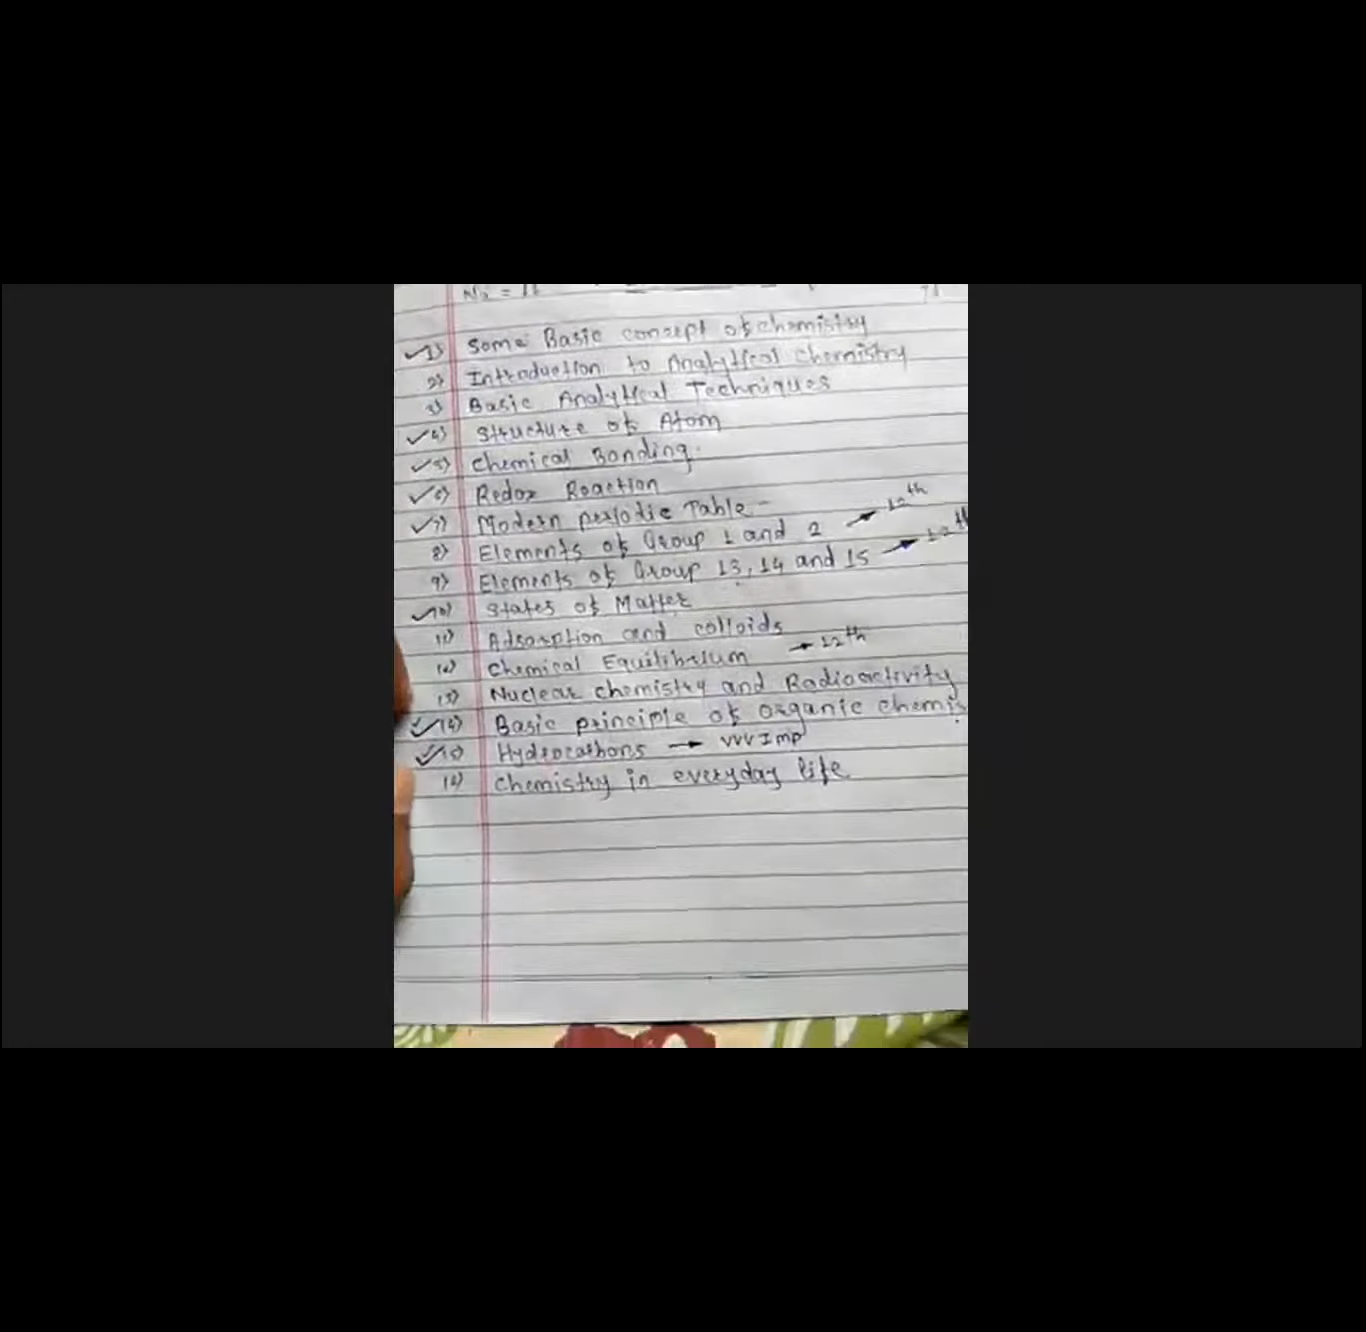 N2 =
✓1) Some Basic concept of chemistry
2) Introduction to Analytical chemistry
3) Basic Analytical Techniques
✓4) Structure of Atom
✓5) Chemical Bonding.
✓6) Redox Reaction
✓7) Modern periodic Table -
8) Elements of Group 1 and 2 → 12th
9) Elements of Group 13, 14 and 15 → 12th
✓10) States of Matter
11) Adsorption and colloids
12) Chemical Equilibrium → 12th
13) Nuclear chemistry and Radioactivity
✓14) Basic principle of organic chemis
✓15) Hydrocarbons → VVV Imp
16) Chemistry in everyday life